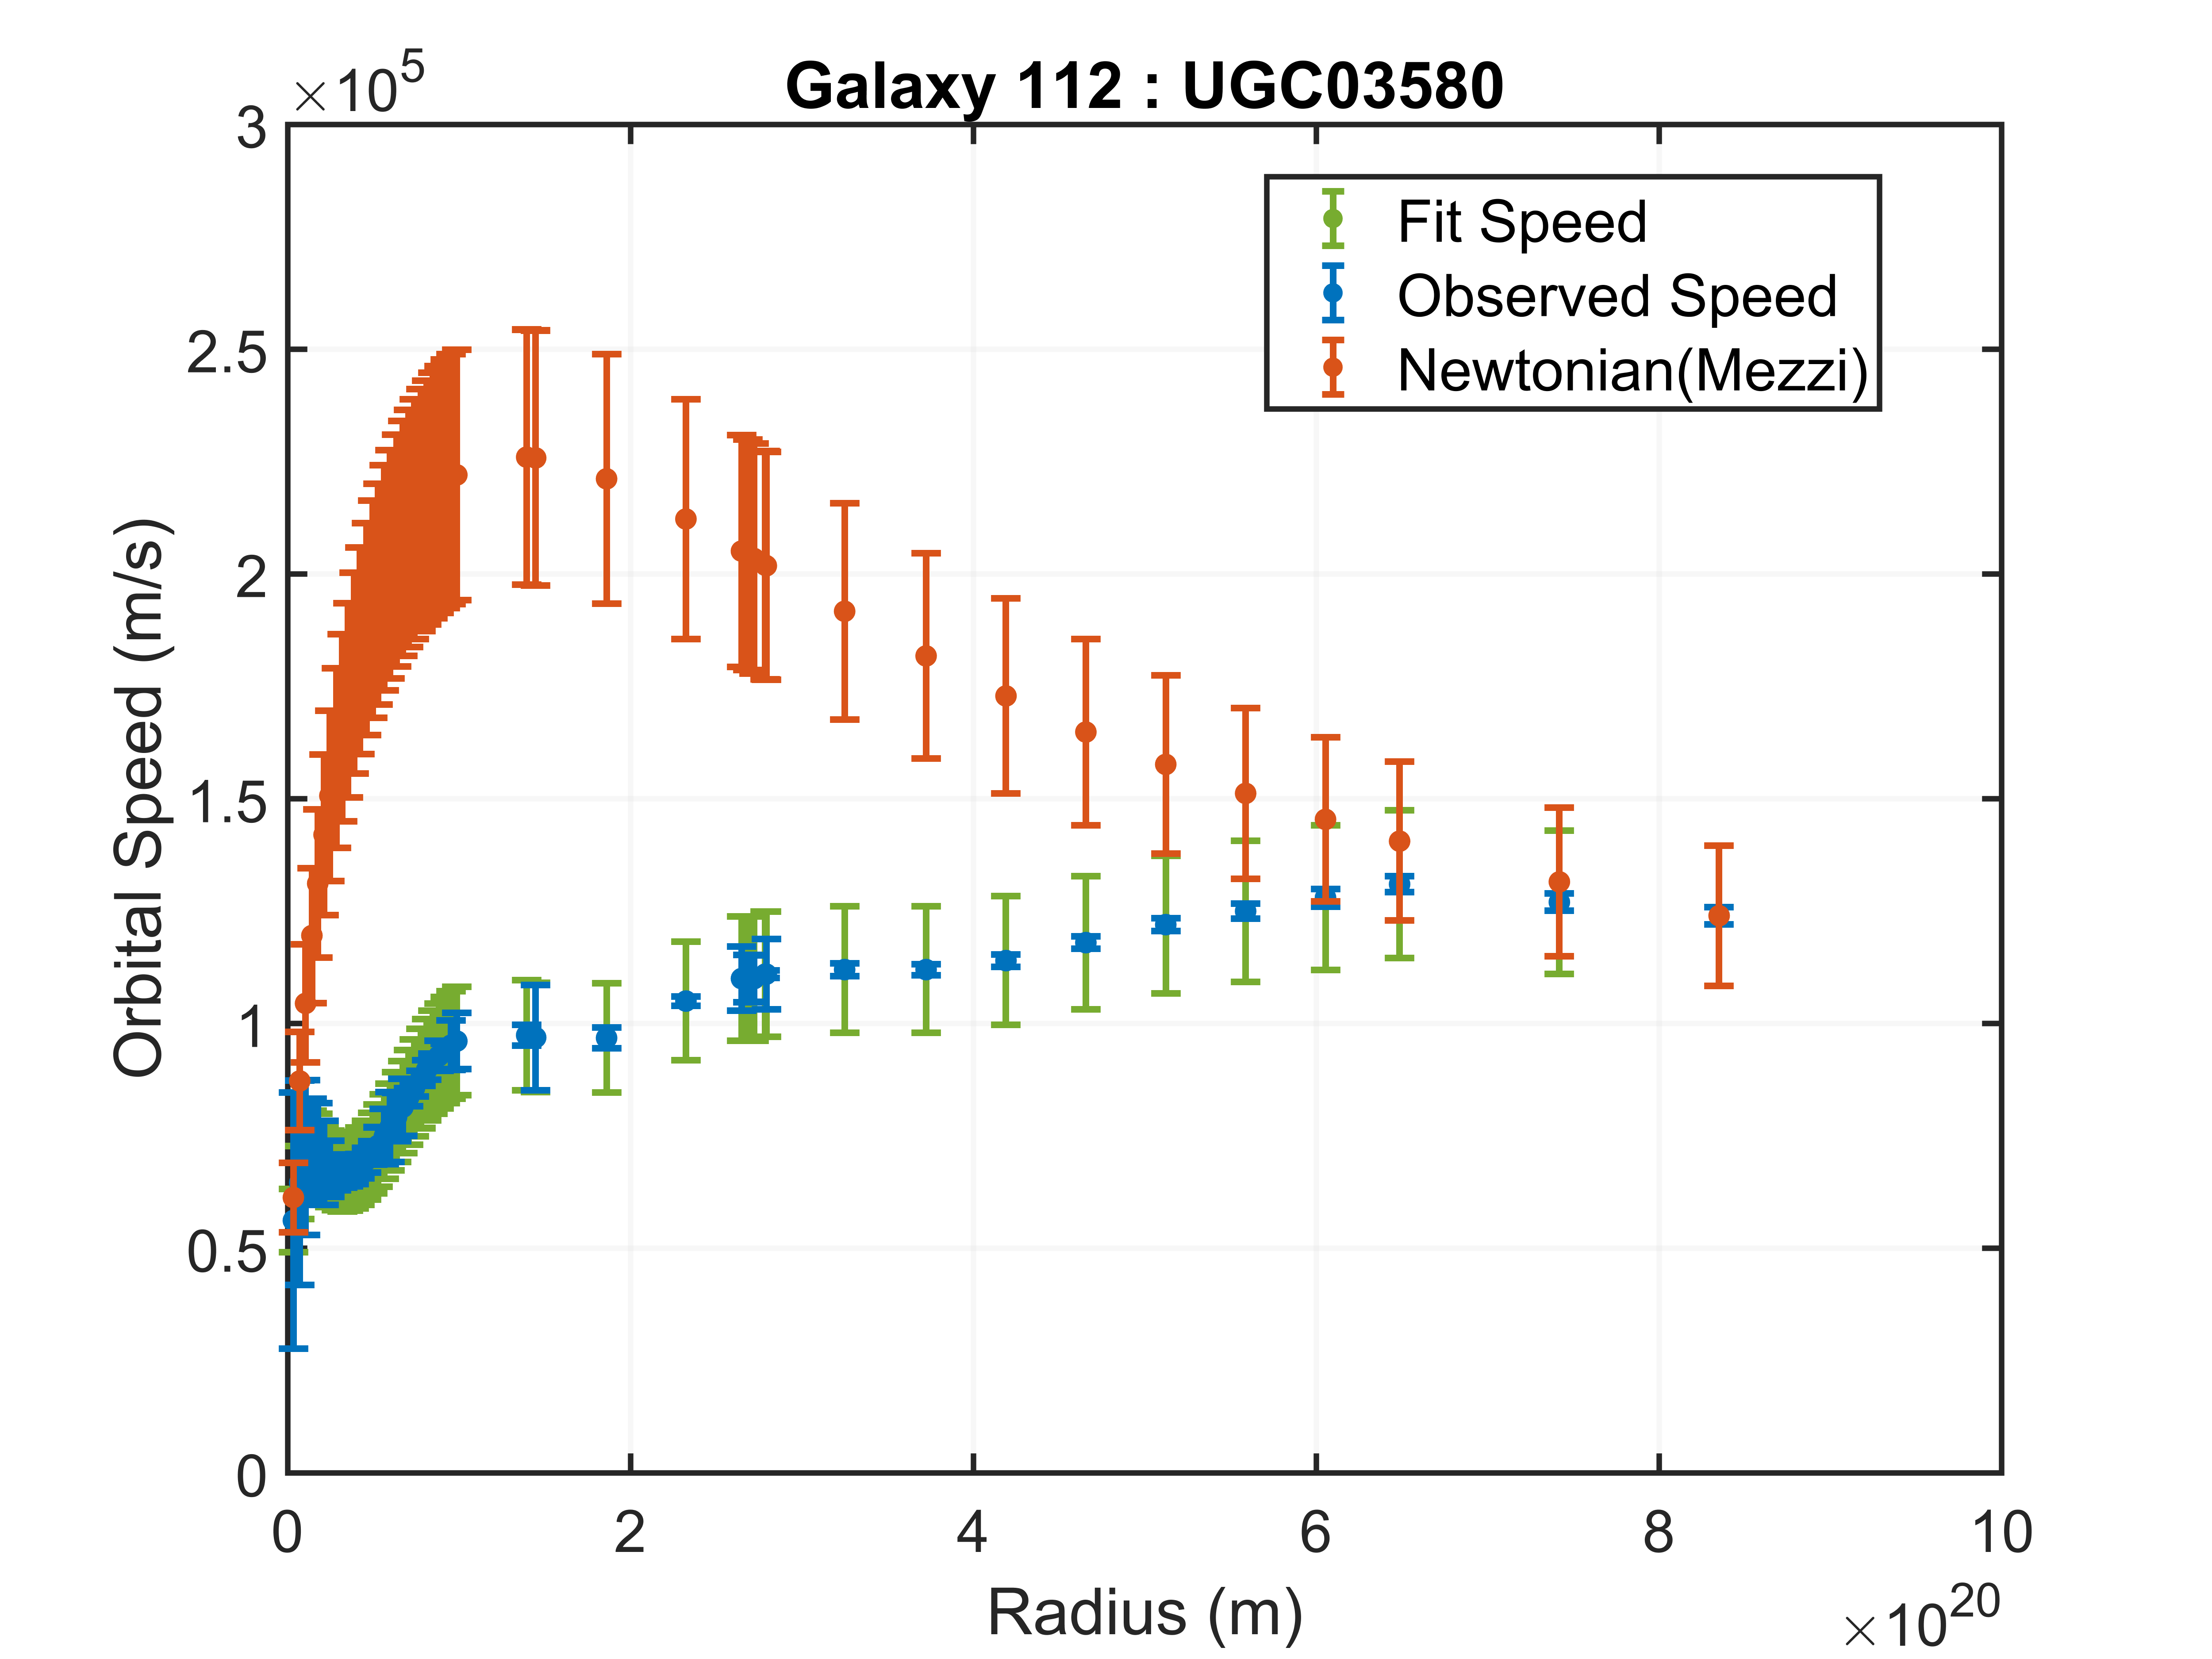 Galaxy 112 : UGC03580
×10^5
3
2.5
2
1.5
1
0.5
0
Orbital Speed (m/s)
Fit Speed
Observed Speed
Newtonian(Mezzi)
0 2 4 6 8 10
Radius (m)
×10^20